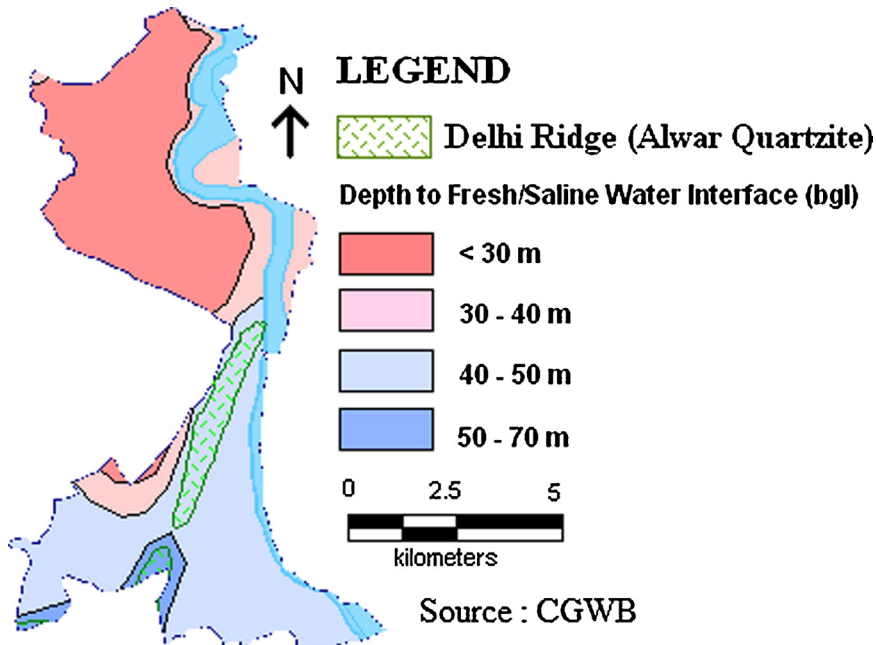 N
LEGEND
Delhi Ridge (Alwar Quartzite)
Depth to Fresh/Saline Water Interface (bgl)
< 30 m
30 - 40 m
40 - 50 m
50 - 70 m
0 2.5 5
kilometers
Source : CGWB